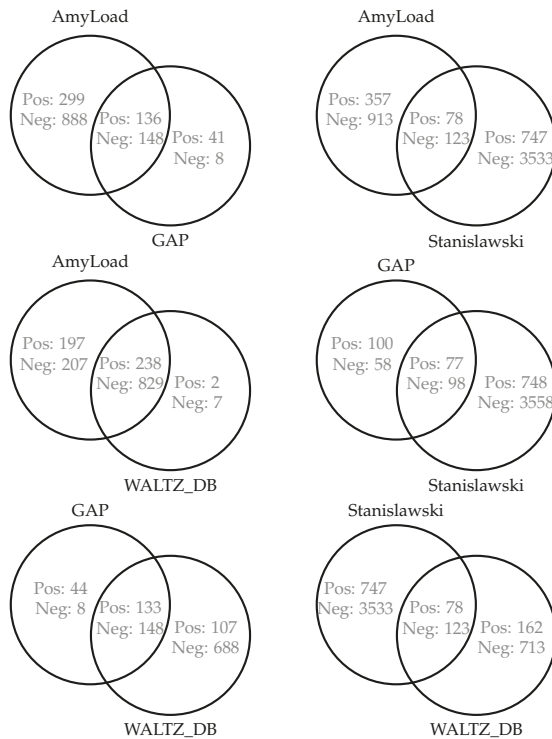 AmyLoad
Pos: 299
Neg: 888
Pos: 136
Neg: 148
Pos: 41
Neg: 8
GAP
AmyLoad
Pos: 357
Neg: 913
Pos: 78
Neg: 123
Pos: 747
Neg: 3533
Stanislawski
AmyLoad
Pos: 197
Neg: 207
Pos: 238
Neg: 829
Pos: 2
Neg: 7
WALTZ_DB
GAP
Pos: 100
Neg: 58
Pos: 77
Neg: 98
Pos: 748
Neg: 3558
Stanislawski
GAP
Pos: 44
Neg: 8
Pos: 133
Neg: 148
Pos: 107
Neg: 688
WALTZ_DB
Stanislawski
Pos: 747
Neg: 3533
Pos: 78
Neg: 123
Pos: 162
Neg: 713
WALTZ_DB